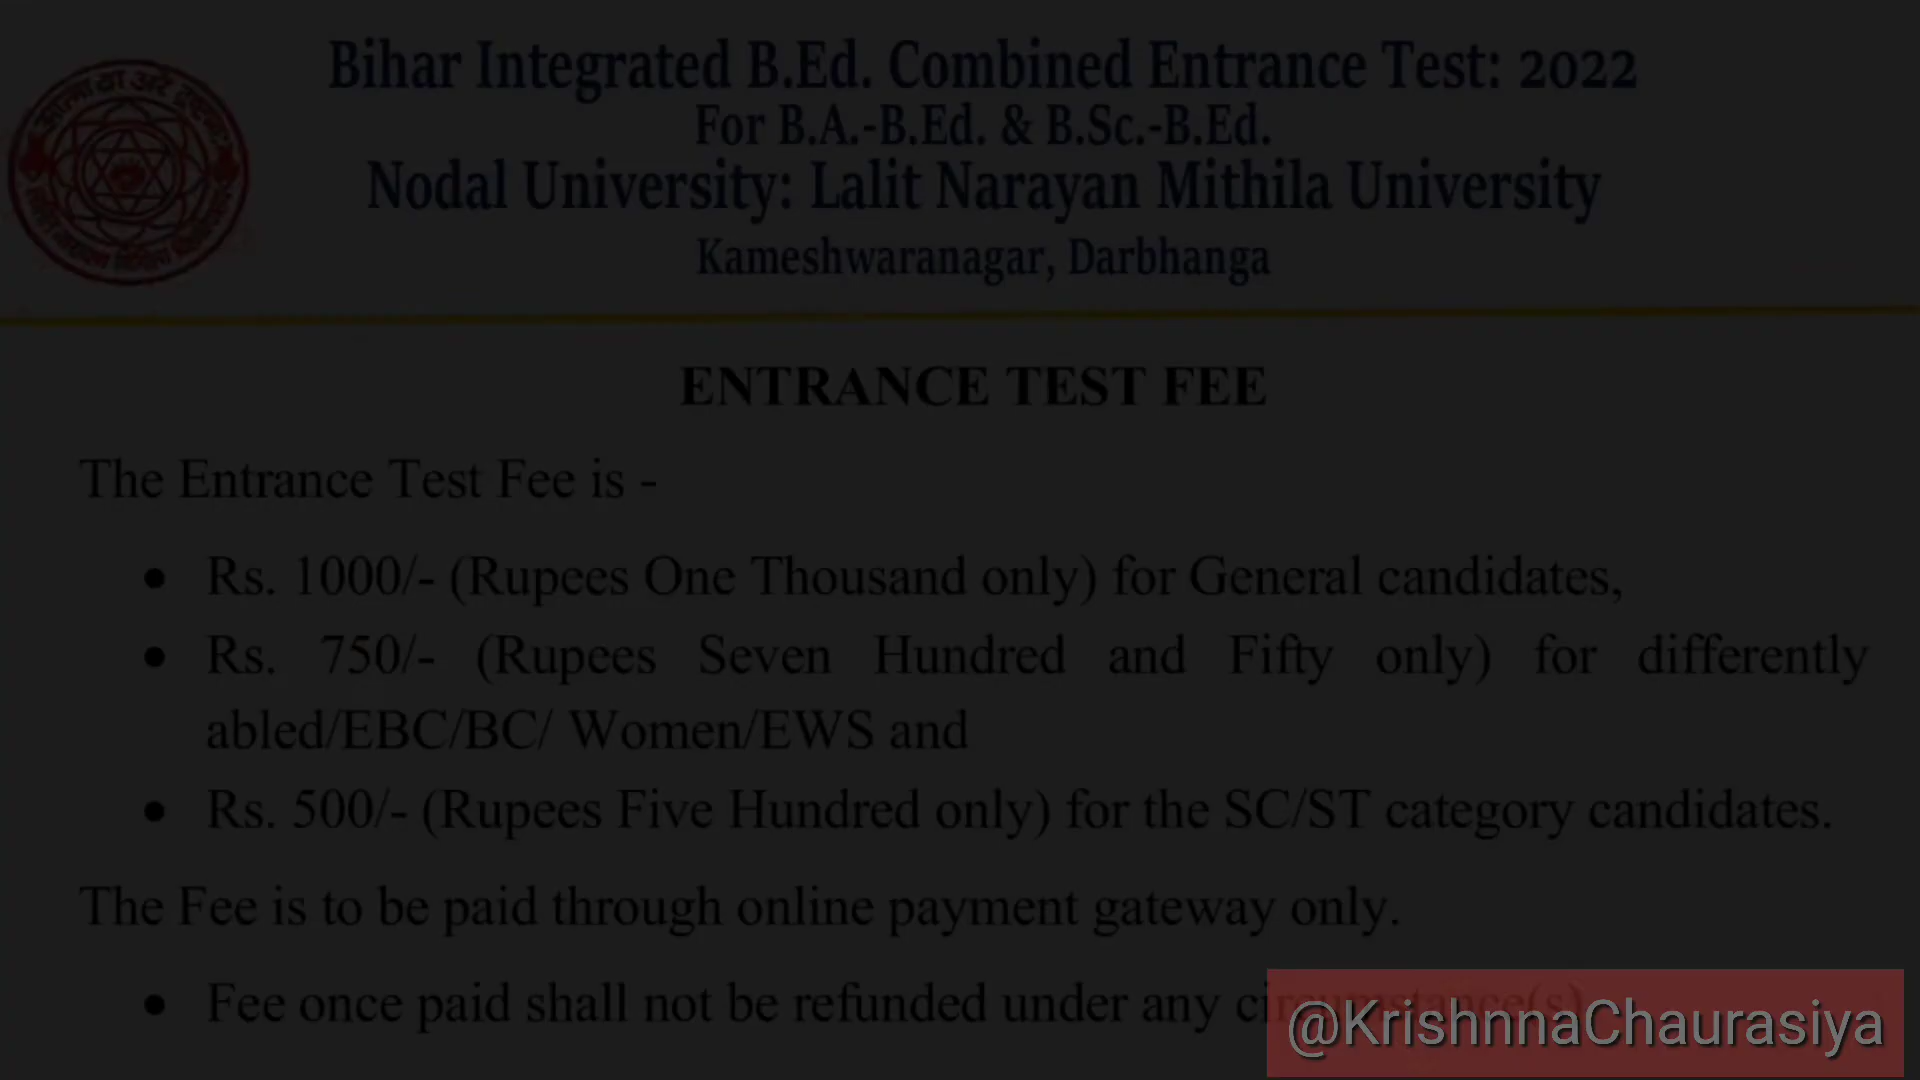 Bihar Integrated B.Ed. Combined Entrance Test: 2022
For B.A.-B.Ed. & B.Sc.-B.Ed.
Nodal University: Lalit Narayan Mithila University
Kameshwaranagar, Darbhanga
ENTRANCE TEST FEE
The Entrance Test Fee is -
• Rs. 1000/- (Rupees One Thousand only) for General candidates,
• Rs. 750/- (Rupees Seven Hundred and Fifty only) for differently
abled/EBC/BC/ Women/EWS and
• Rs. 500/- (Rupees Five Hundred only) for the SC/ST category candidates.
The Fee is to be paid through online payment gateway only.
• Fee once paid shall not be refunded under any circumstance(s)
@KrishnnaChaurasiya